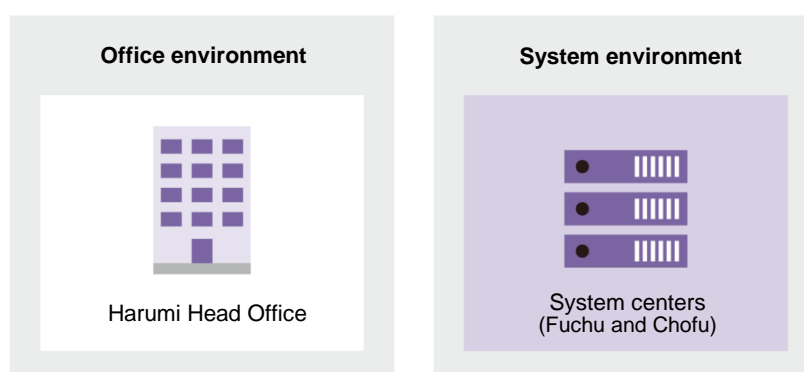 Office environment
Harumi Head Office
System environment
System centers
(Fuchu and Chofu)